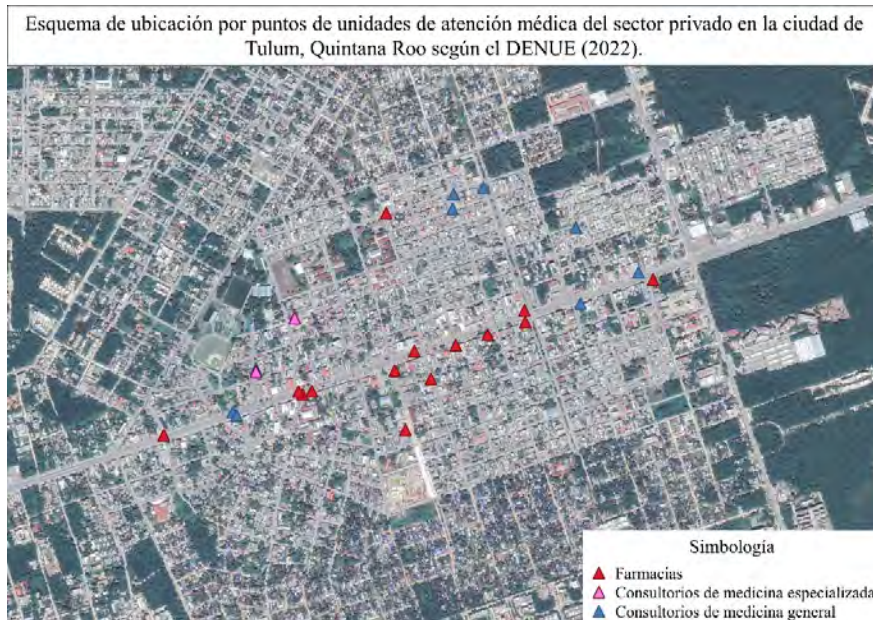 Esquema de ubicación por puntos de unidades de atención médica del sector privado en la ciudad de
Tulum, Quintana Roo según el DENUE (2022).
Simbología
Farmacias
Consultorios de medicina especializada
Consultorios de medicina general